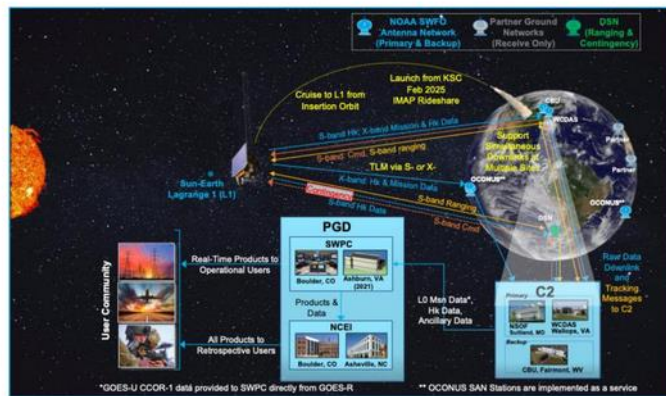 NOAA SWFO
Antenna Network
(Primary & Backup)
Partner Ground
Networks
(Receive Only)
DSN
(Ranging &
Contingency)
Launch from KSC
Feb 2025
IMAP Rideshare
Cruise to L1 from
Insertion Orbit
CBU
WCDAS
S-band Hk; X-band Mission & Hk Data
S-band Cmd, S-band ranging
Support
Simultaneous
Downlinks at
Multiple Sites
Partner
Partner
TLM via S- or X-
X-band: Hk & Mission Data
OCONUS**
OCONUS**
Sun-Earth
Lagrange 1 (L1)
S-band Ranging
S-band Hk Data
S-band Cmd
DSN
PGD
SWPC
Boulder, CO
Ashburn, VA
(2021)
Real-Time Products to
Operational Users
User Community
Products &
Data
L0 Msn Data*,
Hk Data,
Ancillary Data
NCEI
Boulder, CO
Asheville, NC
All Products to
Retrospective Users
Raw Data
Downlink
and
Tracking
Messages
to C2
C2
Primary
NSOF
Suitland, MD
WCDAS
Wallops, VA
Backup
CBU, Fairmont, WV
*GOES-U CCOR-1 data provided to SWPC directly from GOES-R
** OCONUS SAN Stations are implemented as a service